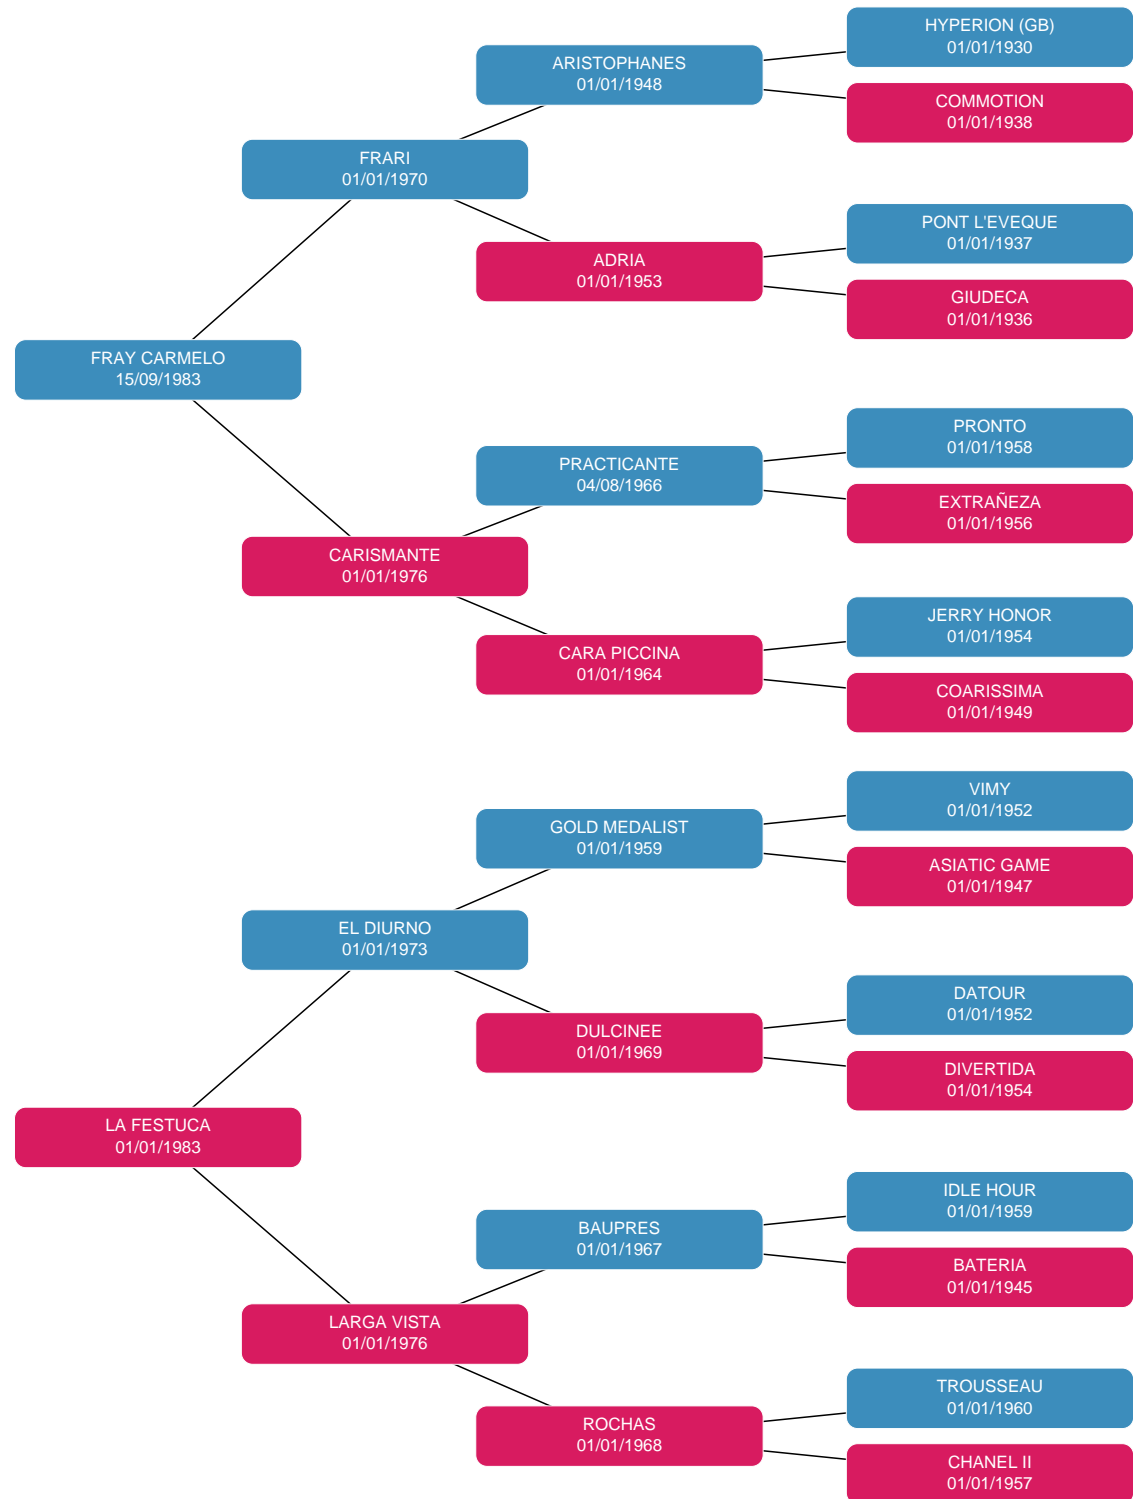 HYPERION (GB)
01/01/1930
ARISTOPHANES
01/01/1948
COMMOTION
01/01/1938
FRARI
01/01/1970
PONT L'EVEQUE
01/01/1937
ADRIA
01/01/1953
GIUDECA
01/01/1936
FRAY CARMELO
15/09/1983
PRONTO
01/01/1958
PRACTICANTE
04/08/1966
EXTRAÑEZA
01/01/1956
CARISMANTE
01/01/1976
JERRY HONOR
01/01/1954
CARA PICCINA
01/01/1964
COARISSIMA
01/01/1949
VIMY
01/01/1952
GOLD MEDALIST
01/01/1959
ASIATIC GAME
01/01/1947
EL DIURNO
01/01/1973
DATOUR
01/01/1952
DULCINEE
01/01/1969
DIVERTIDA
01/01/1954
LA FESTUCA
01/01/1983
IDLE HOUR
01/01/1959
BAUPRES
01/01/1967
BATERIA
01/01/1945
LARGA VISTA
01/01/1976
TROUSSEAU
01/01/1960
ROCHAS
01/01/1968
CHANEL II
01/01/1957